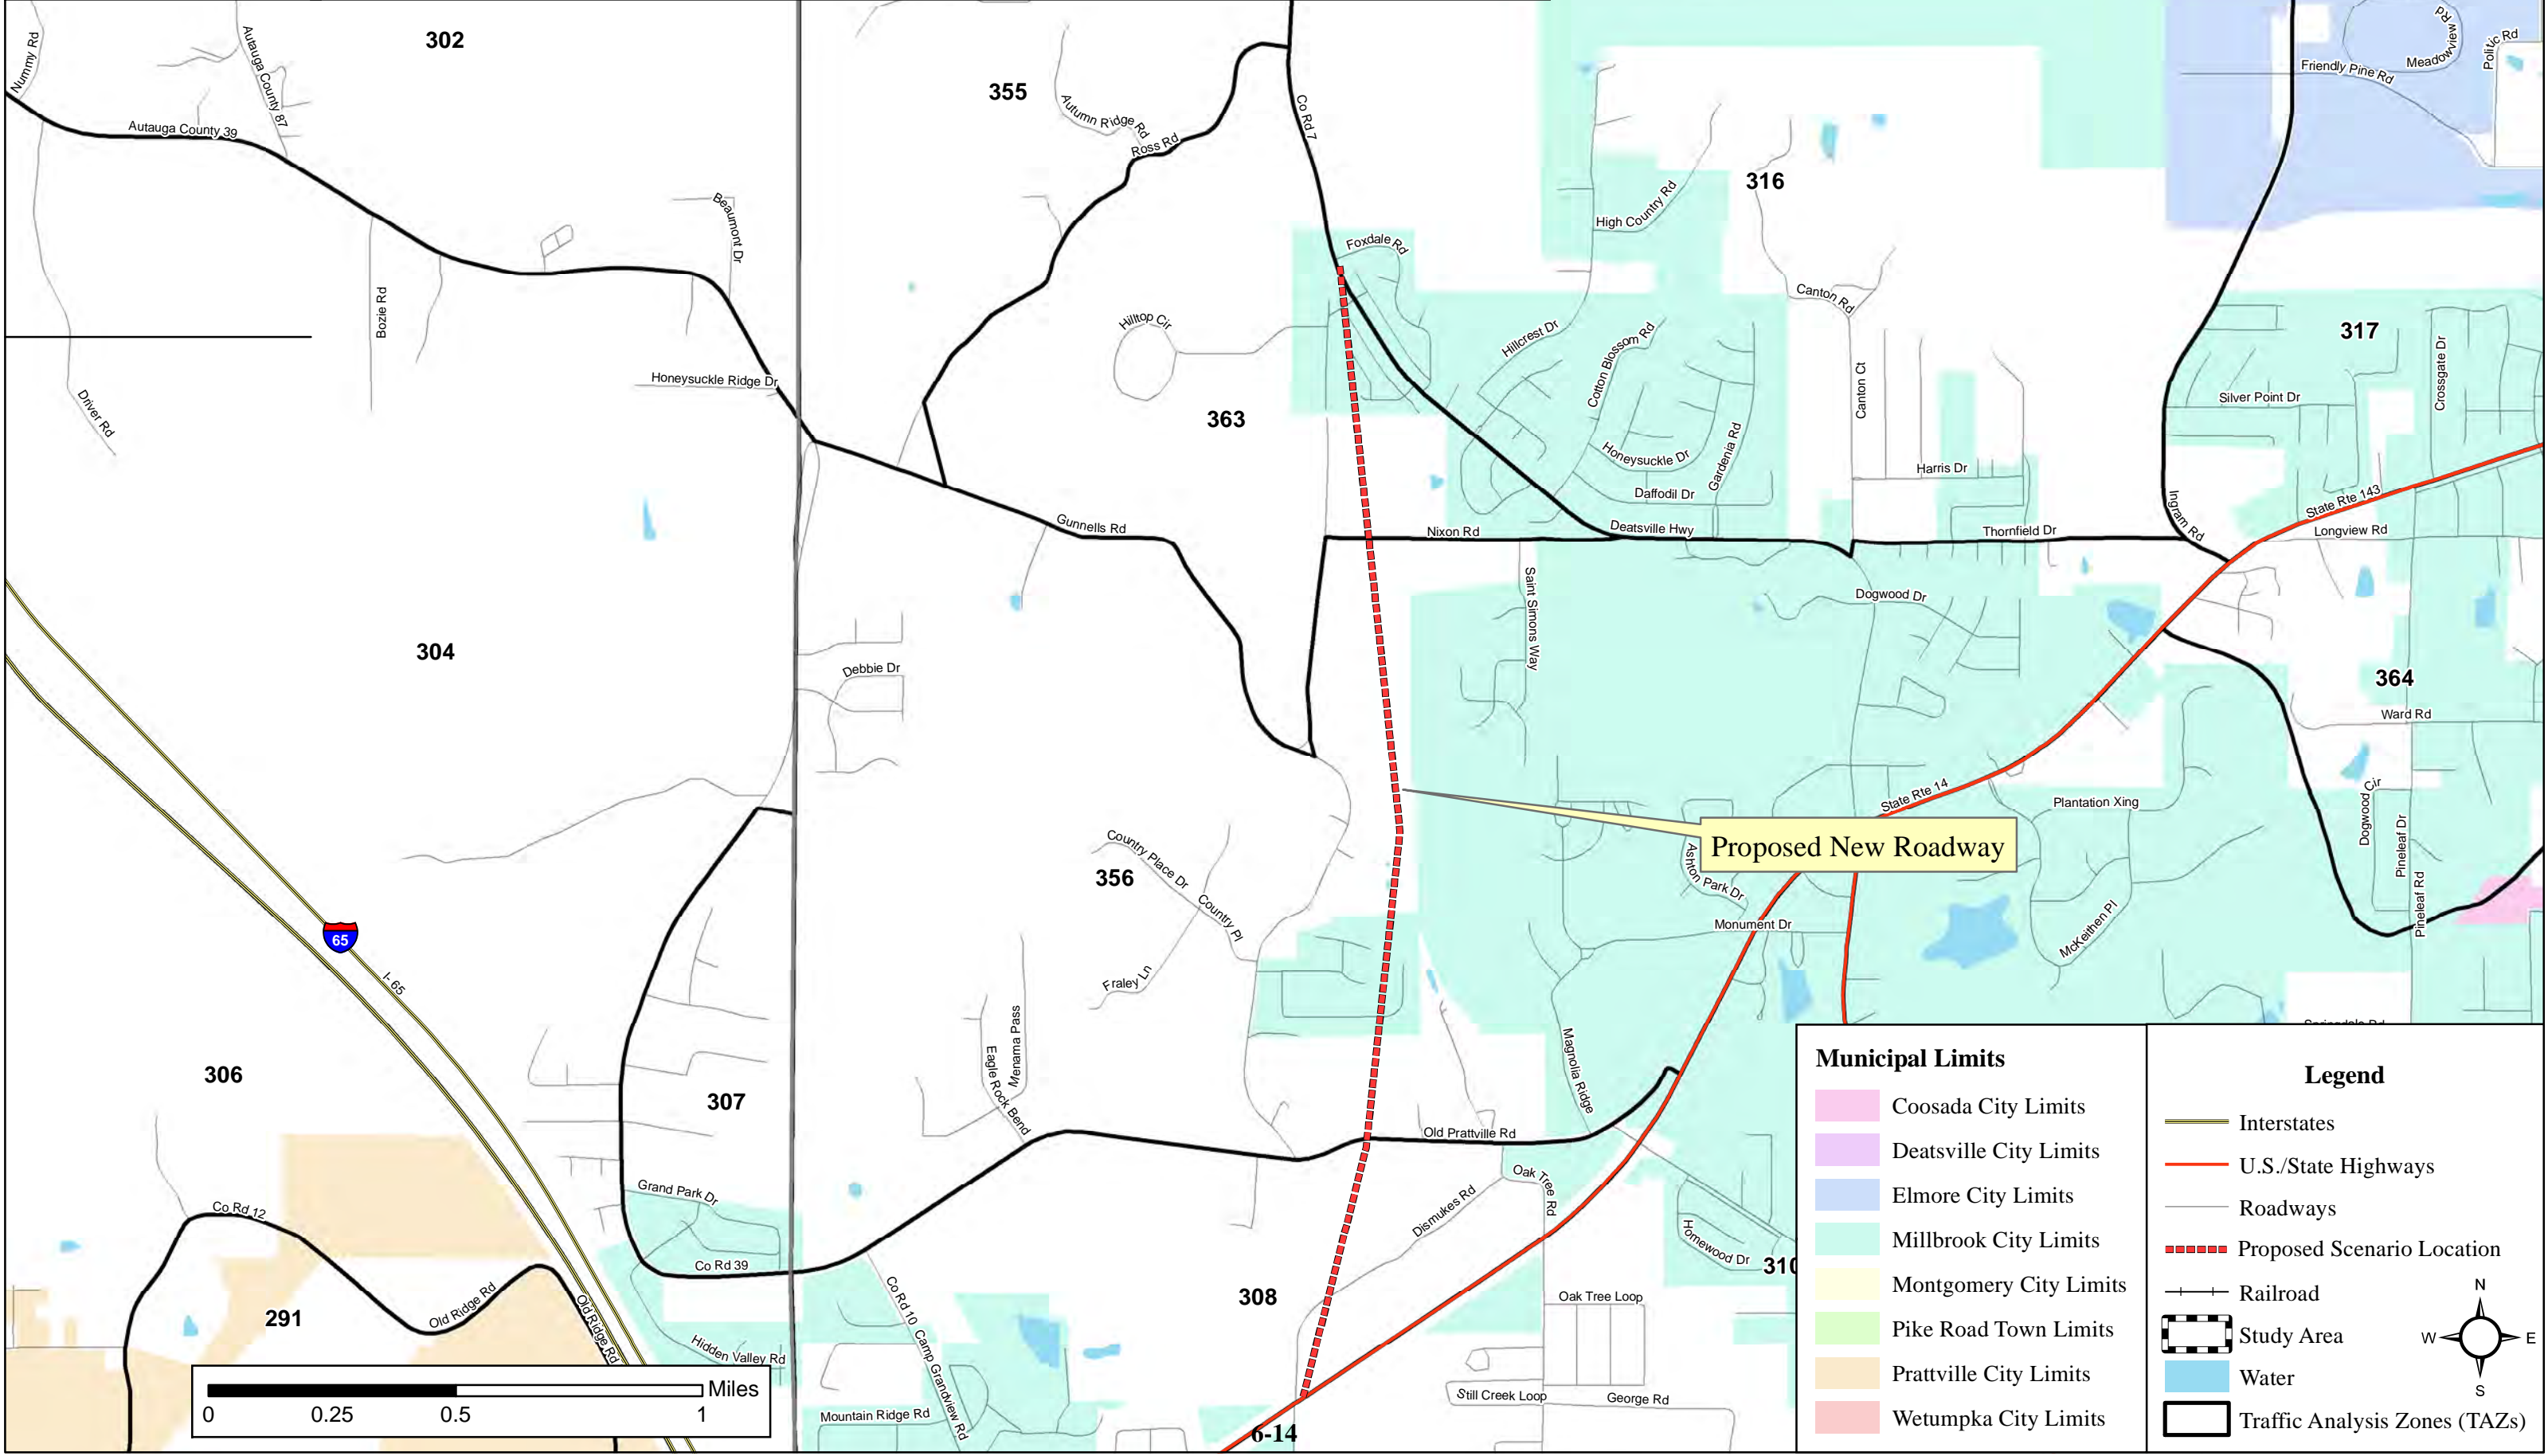 302
355
316
317
363
304
364
356
306
307
291
308
310
6-14
Nummy Rd
Autauga County 87
Autauga County 39
Autumn Ridge Rd
Ross Rd
Co Rd 7
Beaumont Dr
Bozie Rd
Driver Rd
Honeysuckle Ridge Dr
Hilltop Cir
Foxdale Rd
High Country Rd
Canton Rd
Canton Ct
Hillcrest Dr
Cotton Blossom Rd
Honeysuckle Dr
Gardenia Rd
Daffodil Dr
Harris Dr
Friendly Pine Rd
Meadowview Rd
Politic Rd
Silver Point Dr
Crossgate Dr
State Rte 143
Longview Rd
Ingram Rd
Thornfield Dr
Deatsville Hwy
Nixon Rd
Gunnells Rd
Saint Simons Way
Dogwood Dr
Debbie Dr
Ward Rd
State Rte 14
Plantation Xing
Dogwood Cir
Pineleaf Dr
Pineleaf Rd
Proposed New Roadway
Ashton Park Dr
Monument Dr
McKeithen Pl
Country Place Dr
Country Pl
Fraley Ln
65
I- 65
Menama Pass
Eagle Rock Bend
Magnolia Ridge
Old Prattville Rd
Oak Tree Rd
Dismukes Rd
Homewood Dr
Grand Park Dr
Co Rd 12
Co Rd 39
Old Ridge Rd
Old Ridge Rd
Hidden Valley Rd
Co Rd 10
Camp Grandview Rd
Mountain Ridge Rd
Oak Tree Loop
Still Creek Loop
George Rd
Miles
0 0.25 0.5 1
Municipal Limits
Coosada City Limits
Deatsville City Limits
Elmore City Limits
Millbrook City Limits
Montgomery City Limits
Pike Road Town Limits
Prattville City Limits
Wetumpka City Limits
Legend
Interstates
U.S./State Highways
Roadways
Proposed Scenario Location
Railroad
Study Area
Water
Traffic Analysis Zones (TAZs)
N
W E
S